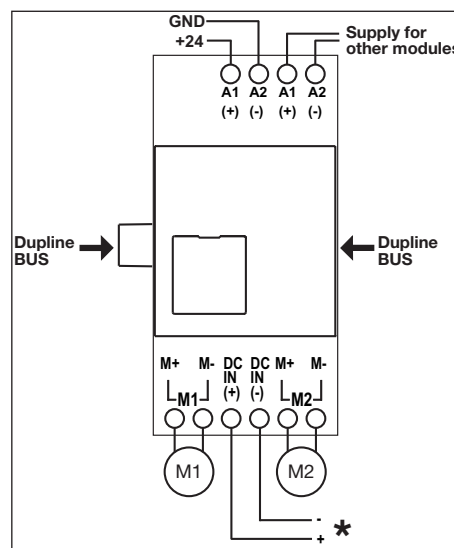 GND
+24
Supply for
other modules
A1 A2 A1 A2
(+) (-) (+) (-)
Dupline
BUS
Dupline
BUS
M+ M- DC DC M+ M-
IN IN
(+) (-)
M1 M2
M1 M2
-
+ *